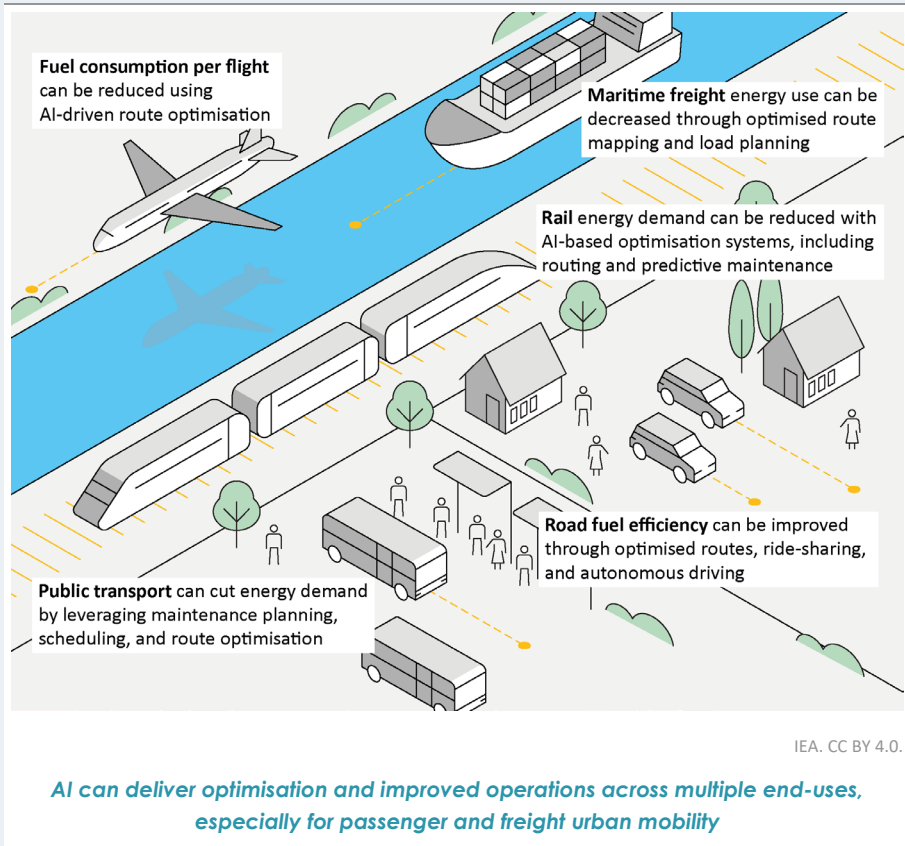 Fuel consumption per flight
can be reduced using
AI-driven route optimisation
Maritime freight energy use can be
decreased through optimised route
mapping and load planning
Rail energy demand can be reduced with
AI-based optimisation systems, including
routing and predictive maintenance
Road fuel efficiency can be improved
through optimised routes, ride-sharing,
and autonomous driving
Public transport can cut energy demand
by leveraging maintenance planning,
scheduling, and route optimisation
IEA. CC BY 4.0.
AI can deliver optimisation and improved operations across multiple end-uses,
especially for passenger and freight urban mobility